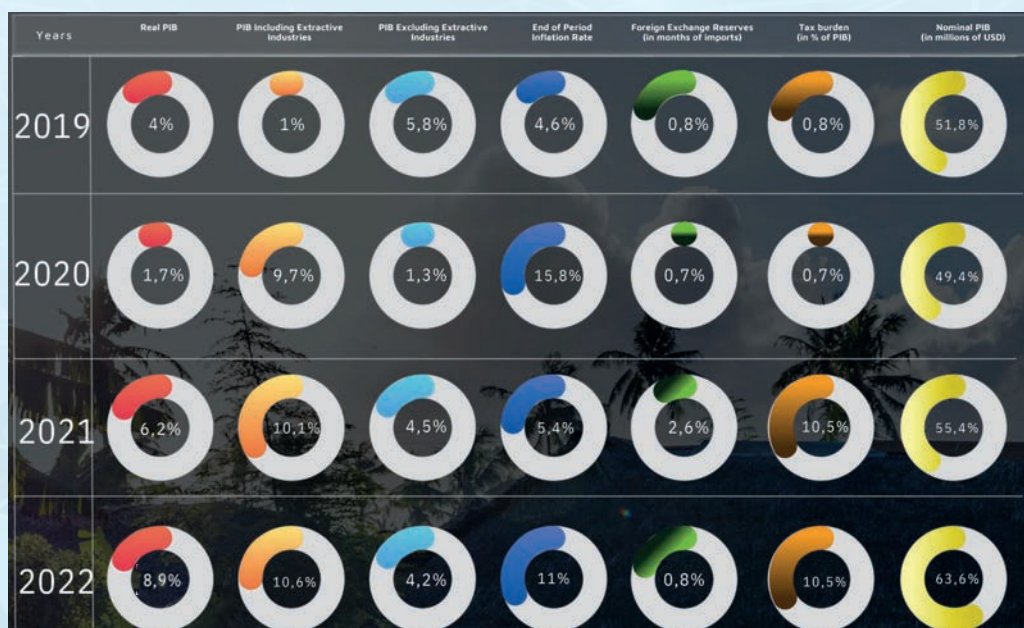 Years
Real PIB
PIB Including Extractive
Industries
PIB Excluding Extractive
Industries
End of Period
Inflation Rate
Foreign Exchange Reserves
(in months of imports)
Tax burden
(in % of PIB)
Nominal PIB
(in millions of USD)
2019
4%
1%
5,8%
4,6%
0,8%
0,8%
51,8%
2020
1,7%
9,7%
1,3%
15,8%
0,7%
0,7%
49,4%
2021
6,2%
10,1%
4,5%
5,4%
2,6%
10,5%
55,4%
2022
8,9%
10,6%
4,2%
11%
0,8%
10,5%
63,6%